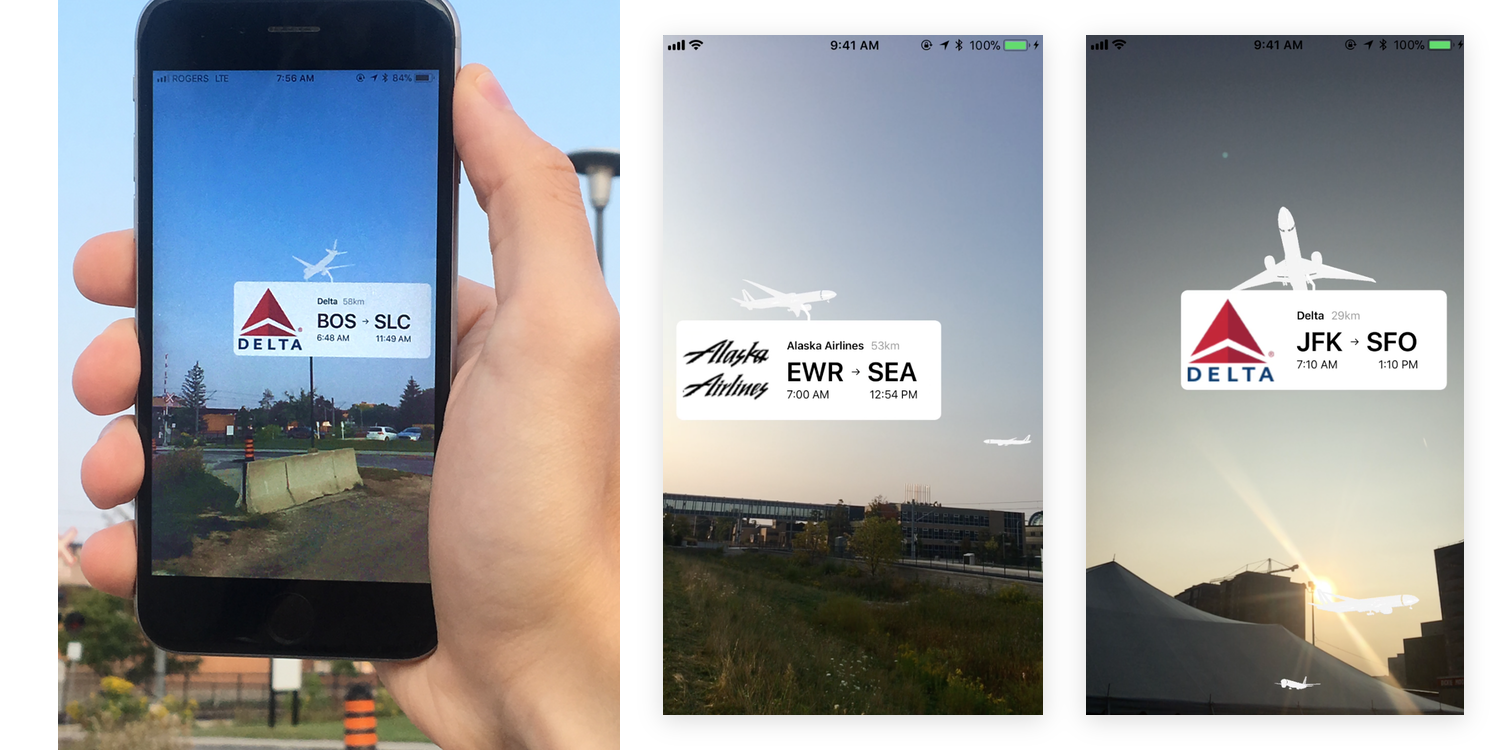 ROGERS LTE 7:56 AM 84%
Delta 58km
BOS → SLC
6:48 AM 11:49 AM
DELTA
9:41 AM 100%
Alaska Airlines
Alaska Airlines 53km
EWR → SEA
7:00 AM 12:54 PM
9:41 AM 100%
Delta 29km
JFK → SFO
7:10 AM 1:10 PM
DELTA